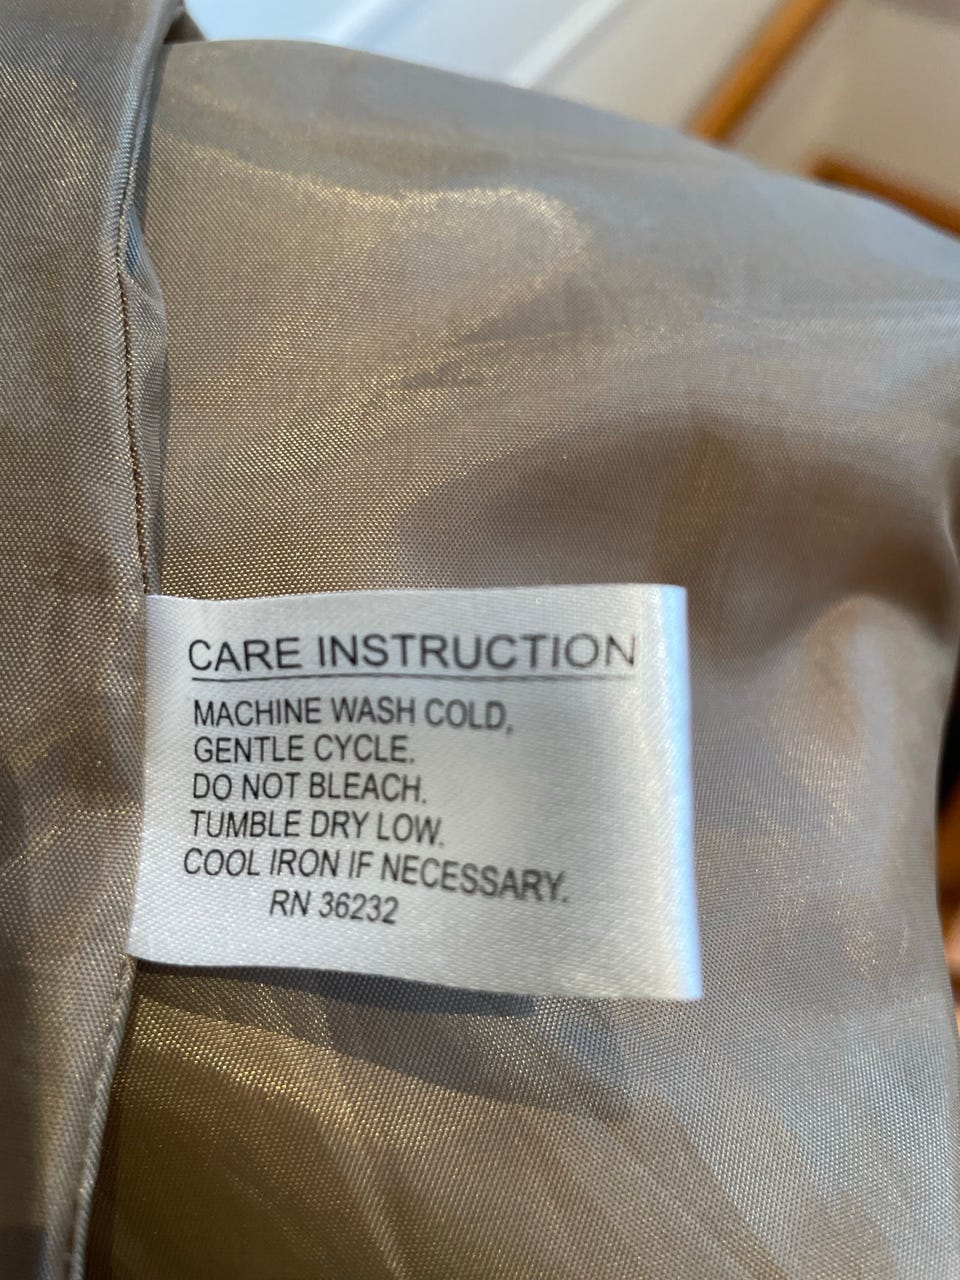 CARE INSTRUCTION
MACHINE WASH COLD,
GENTLE CYCLE.
DO NOT BLEACH.
TUMBLE DRY LOW.
COOL IRON IF NECESSARY.
RN 36232